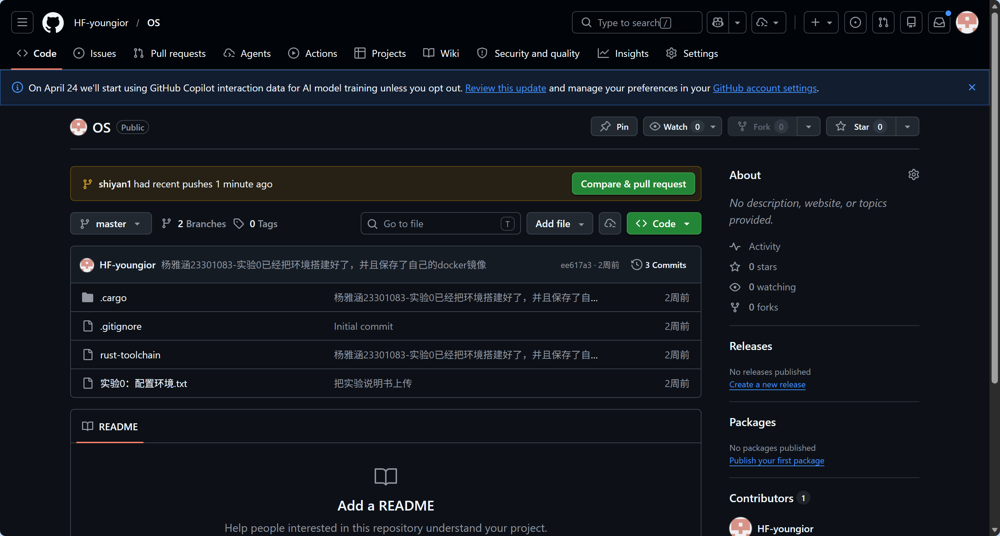 HF-youngior / OS
Type to search /
Code Issues Pull requests Agents Actions Projects Wiki Security and quality Insights Settings
On April 24 we'll start using GitHub Copilot interaction data for AI model training unless you opt out. Review this update and manage your preferences in your GitHub account settings.
OS Public
Pin Watch 0 Fork 0 Star 0
shiyan1 had recent pushes 1 minute ago
Compare & pull request
master 2 Branches 0 Tags
Go to file T
Add file
Code
HF-youngior 杨雅涵23301083-实验0已经把环境搭建好了，并且保存了自己的docker镜像 ee617a3 · 2周前 3 Commits
.cargo 杨雅涵23301083-实验0已经把环境搭建好了，并且保存了自... 2周前
.gitignore Initial commit 2周前
rust-toolchain 杨雅涵23301083-实验0已经把环境搭建好了，并且保存了自... 2周前
实验0：配置环境.txt 把实验说明书上传 2周前
README
Add a README
Help people interested in this repository understand your project.
About
No description, website, or topics
provided.
Activity
0 stars
0 watching
0 forks
Releases
No releases published
Create a new release
Packages
No packages published
Publish your first package
Contributors 1
HF-youngior